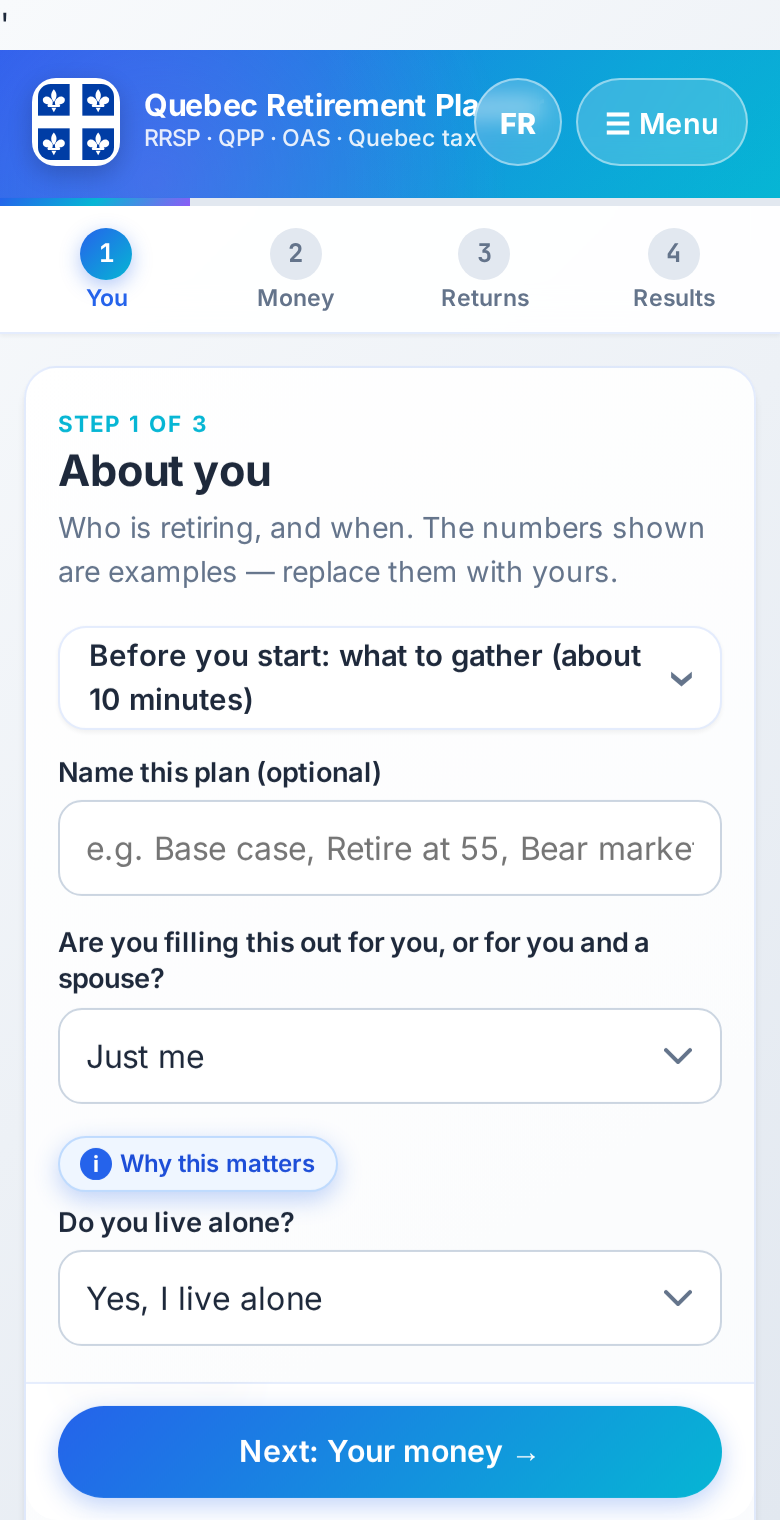 '
Quebec Retirement Pla
RRSP · QPP · OAS · Quebec tax
FR
☰ Menu
1
You
2
Money
3
Returns
4
Results
STEP 1 OF 3
About you
Who is retiring, and when. The numbers shown
are examples — replace them with yours.
Before you start: what to gather (about
10 minutes)
Name this plan (optional)
e.g. Base case, Retire at 55, Bear market
Are you filling this out for you, or for you and a
spouse?
Just me
i Why this matters
Do you live alone?
Yes, I live alone
Next: Your money →